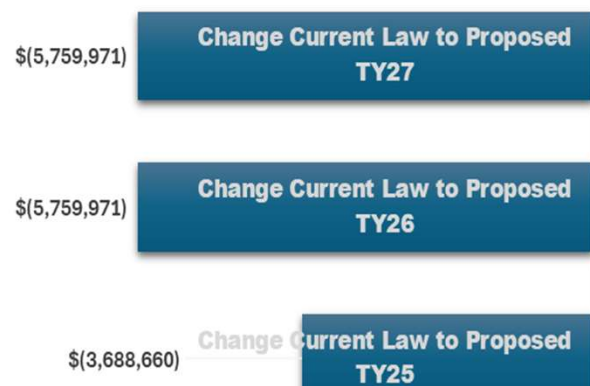 $(5,759,971)
Change Current Law to Proposed
TY27
$(5,759,971)
Change Current Law to Proposed
TY26
$(3,688,660)
Change Current Law to Proposed
TY25